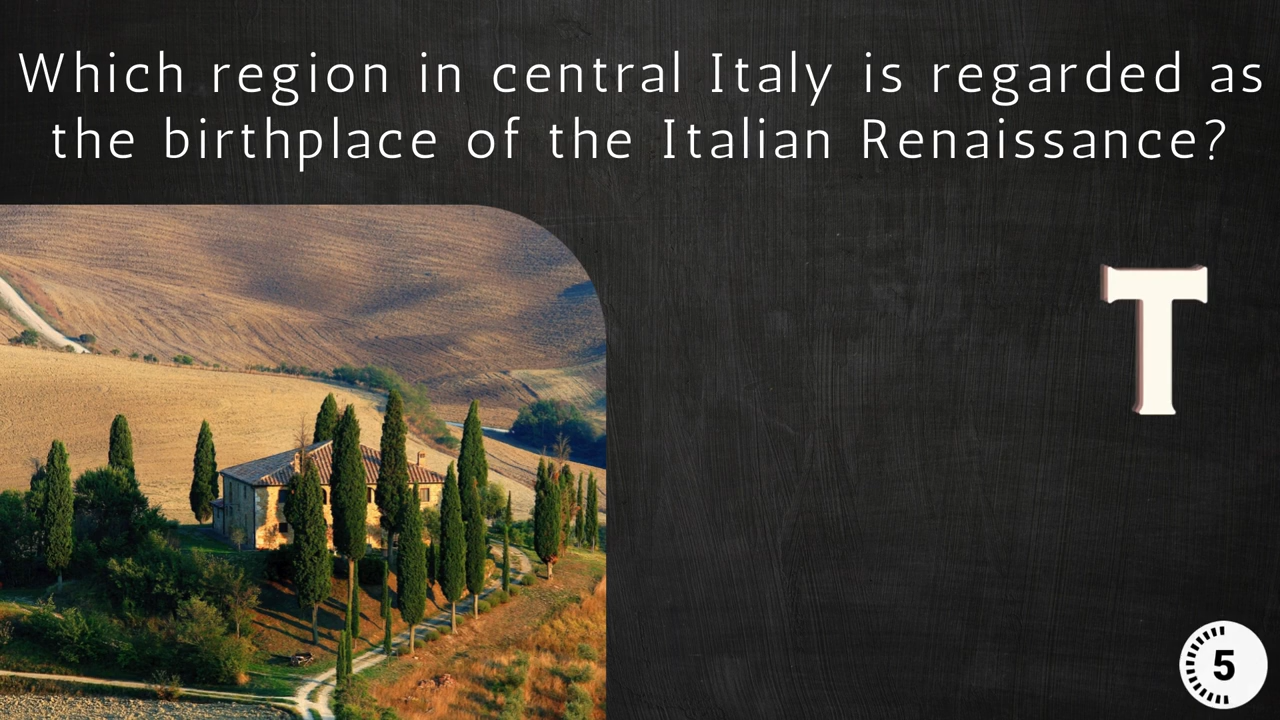 Which region in central Italy is regarded as
the birthplace of the Italian Renaissance?
T
5